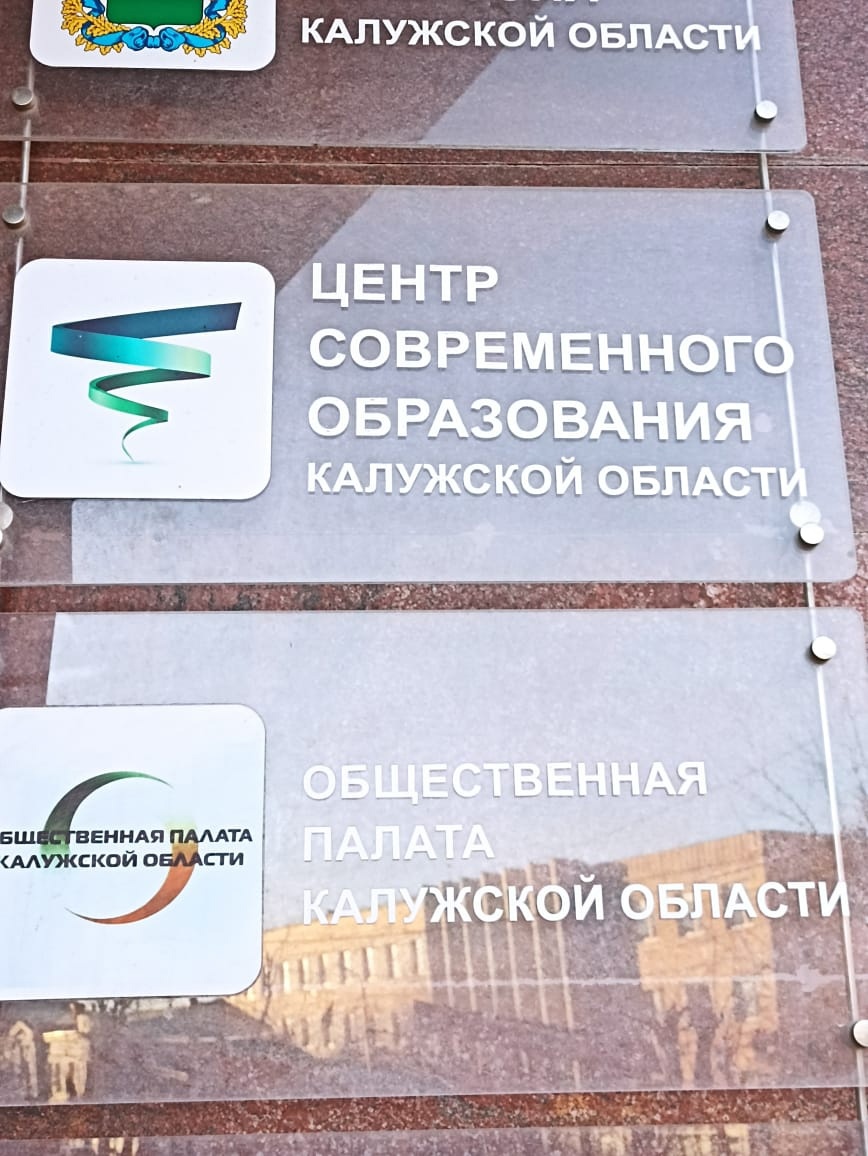 КАЛУЖСКОЙ ОБЛАСТИ
ЦЕНТР
СОВРЕМЕННОГО
ОБРАЗОВАНИЯ
КАЛУЖСКОЙ ОБЛАСТИ
БЩЕСТВЕННАЯ ПАЛАТА
КАЛУЖСКОЙ ОБЛАСТИ
ОБЩЕСТВЕННАЯ
ПАЛАТА
КАЛУЖСКОЙ ОБЛАСТИ